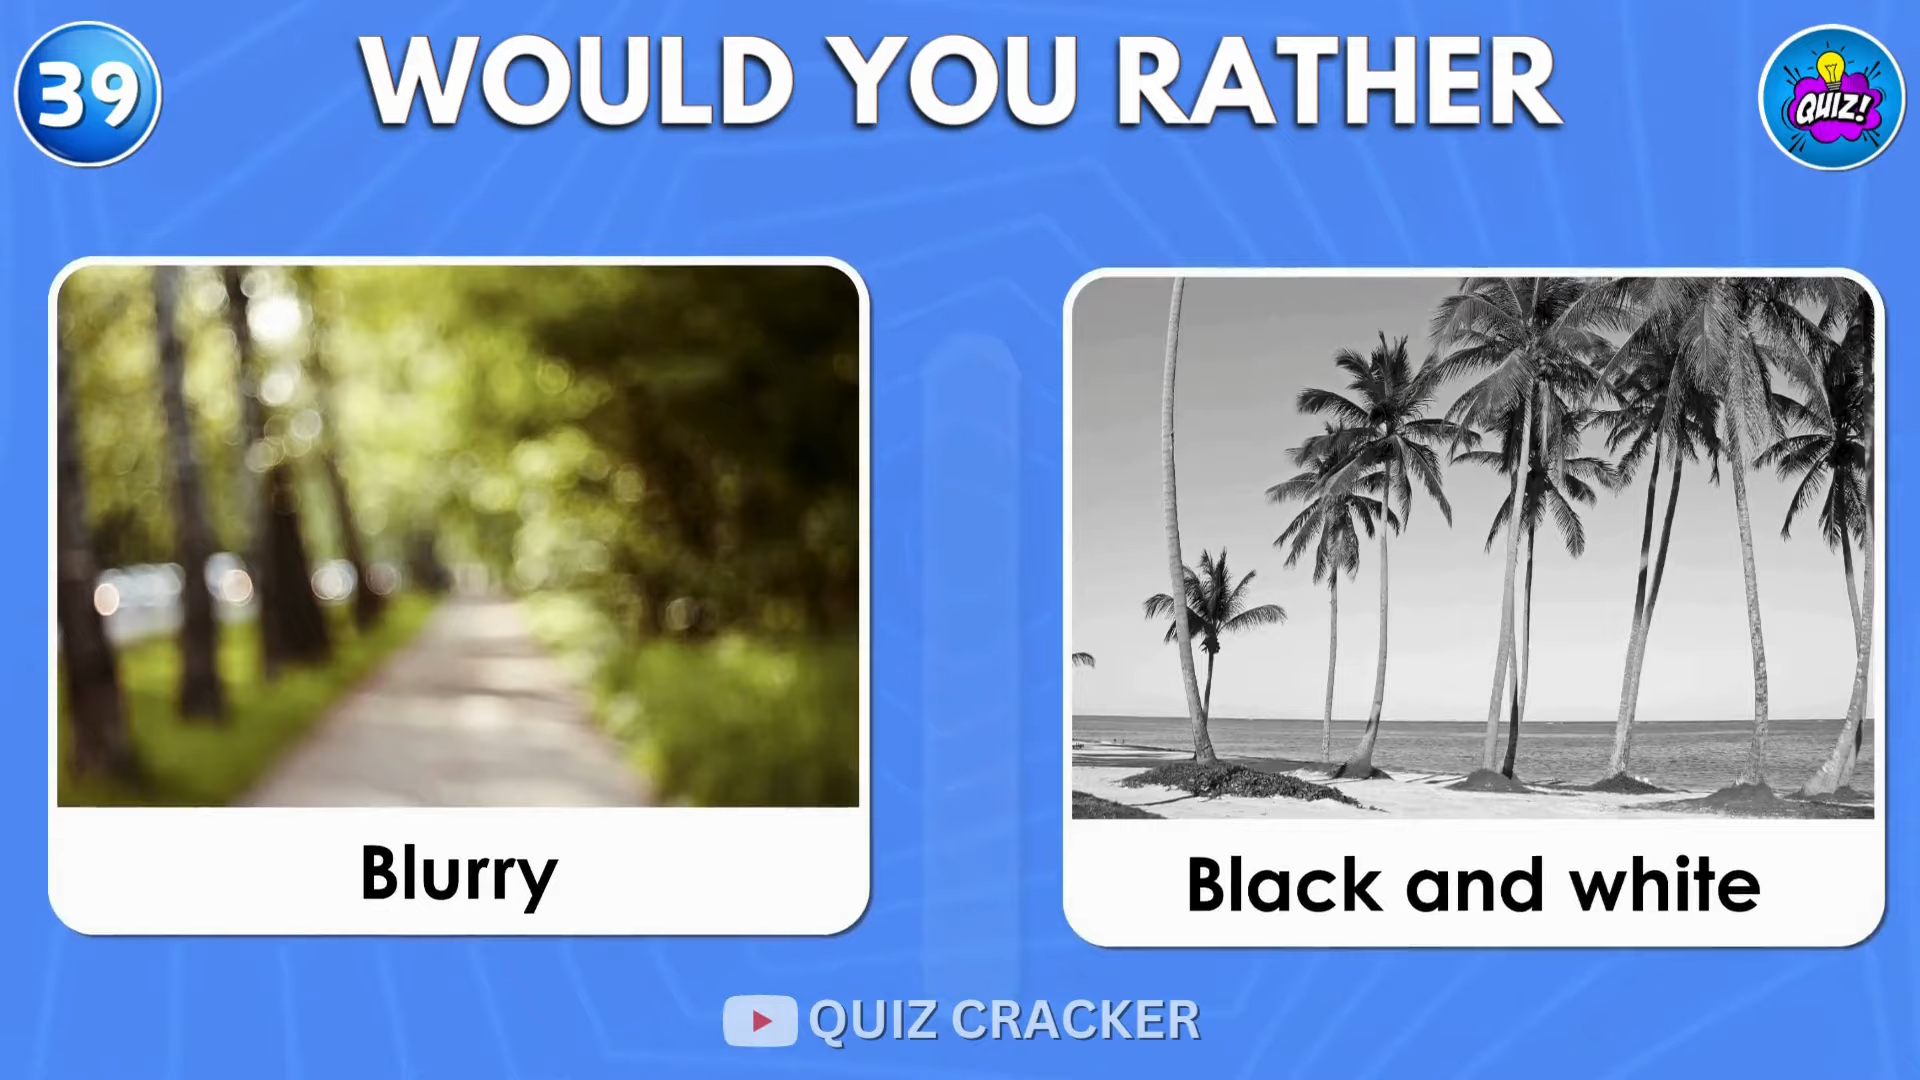 39
WOULD YOU RATHER
QUIZ!
Blurry
Black and white
QUIZ CRACKER